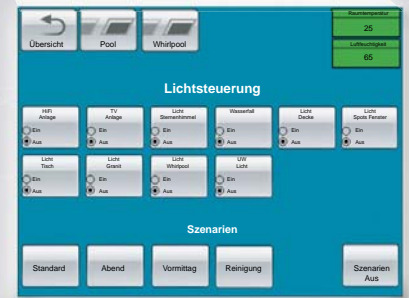 Übersicht
Pool
Whirlpool
Raumtemperatur
25
Luftfeuchtigkeit
65
Lichtsteuerung
HiFi
Anlage
Ein
Aus
TV
Anlage
Ein
Aus
Licht
Sternenhimmel
Ein
Aus
Wasserfall
Ein
Aus
Licht
Decke
Ein
Aus
Licht
Spots Fenster
Ein
Aus
Licht
Tisch
Ein
Aus
Licht
Granit
Ein
Aus
Licht
Whirlpool
Ein
Aus
UW
Licht
Ein
Aus
Szenarien
Standard
Abend
Vormittag
Reinigung
Szenarien
Aus